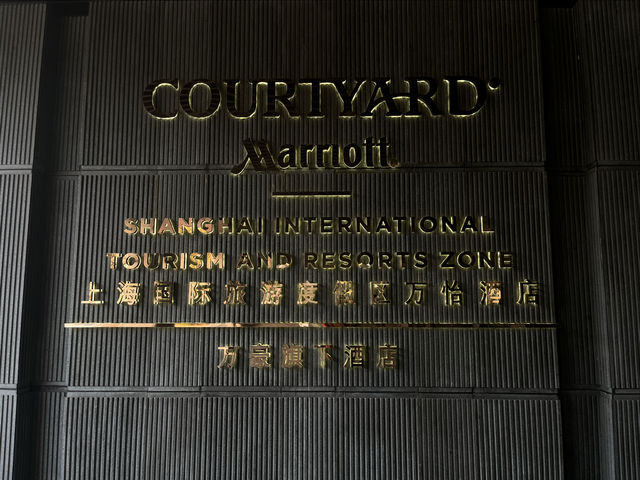 COURTYARD®
Marriott
SHANGHAI INTERNATIONAL
TOURISM AND RESORTS ZONE
上海国际旅游度假区万怡酒店
万豪旗下酒店